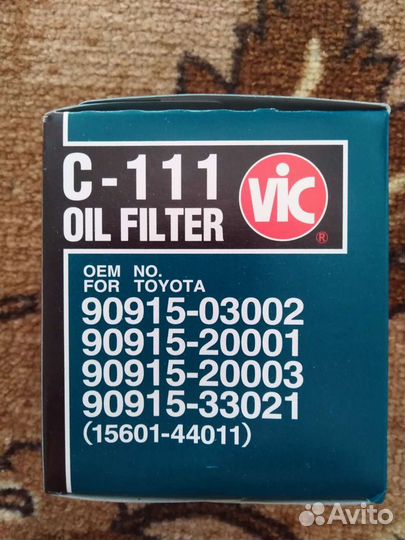 C-111
OIL FILTER
VIC
®
OEM NO.
FOR TOYOTA
90915-03002
90915-20001
90915-20003
90915-33021
(15601-44011)
Avito